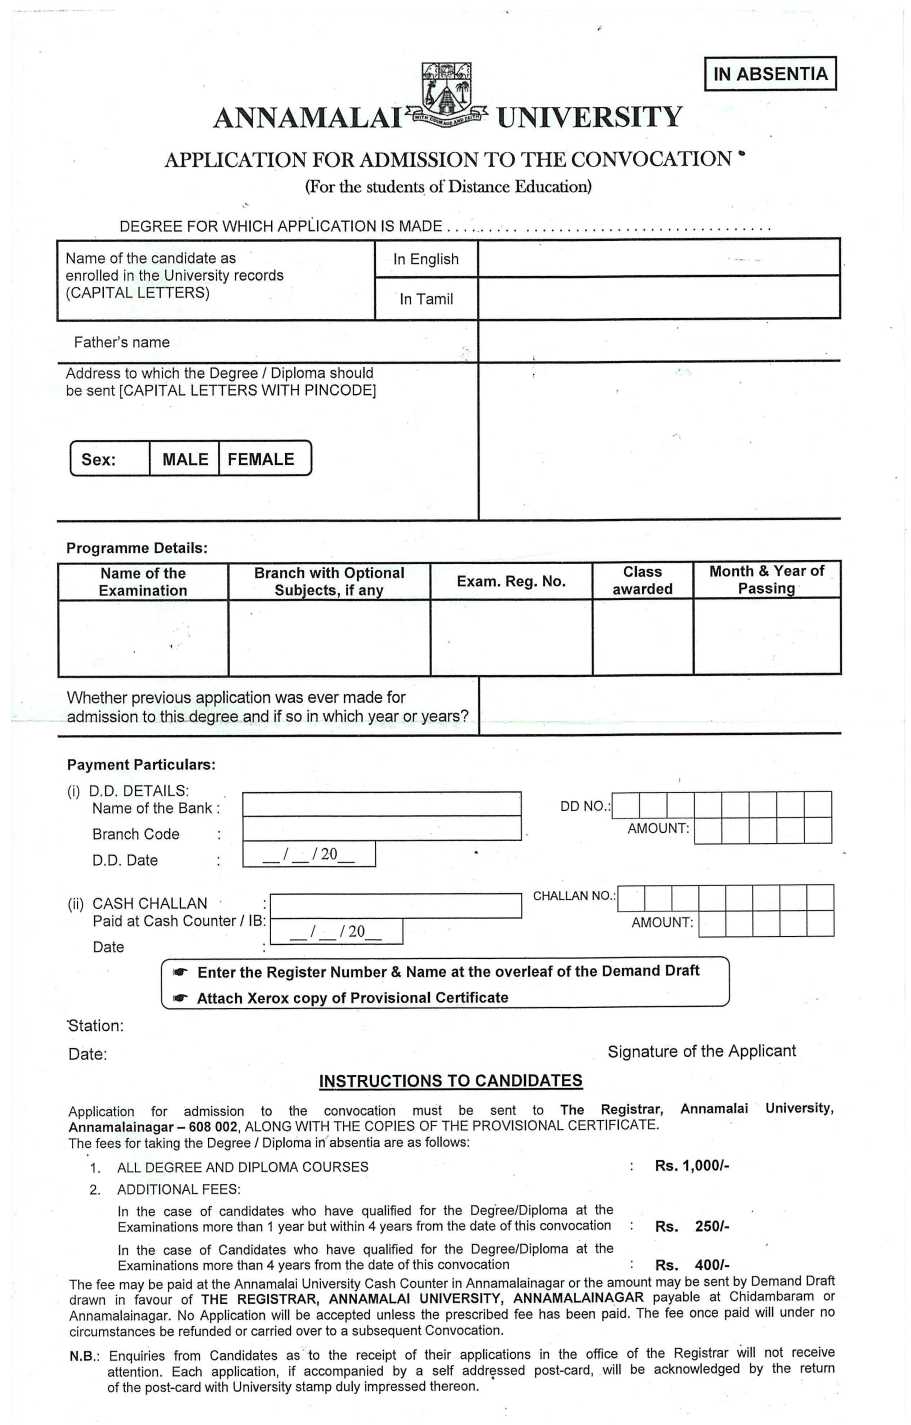 IN ABSENTIA
ANNAMALAI UNIVERSITY
WITH COURAGE AND FAITH
APPLICATION FOR ADMISSION TO THE CONVOCATION
(For the students of Distance Education)
DEGREE FOR WHICH APPLICATION IS MADE ........................................
Name of the candidate as
enrolled in the University records
(CAPITAL LETTERS)
In English
In Tamil
Father's name
Address to which the Degree / Diploma should
be sent [CAPITAL LETTERS WITH PINCODE]
Sex: MALE FEMALE
Programme Details:
Name of the Examination
Branch with Optional Subjects, if any
Exam. Reg. No.
Class awarded
Month & Year of Passing
Whether previous application was ever made for
admission to this degree and if so in which year or years?
Payment Particulars:
(i) D.D. DETAILS:
Name of the Bank :
DD NO.:
Branch Code :
AMOUNT:
D.D. Date : __/__/20__
(ii) CASH CHALLAN :
CHALLAN NO.:
Paid at Cash Counter / IB:
AMOUNT:
Date : __/__/20__
☛ Enter the Register Number & Name at the overleaf of the Demand Draft
☛ Attach Xerox copy of Provisional Certificate
Station:
Date:
Signature of the Applicant
INSTRUCTIONS TO CANDIDATES
Application for admission to the convocation must be sent to The Registrar, Annamalai University,
Annamalainagar – 608 002, ALONG WITH THE COPIES OF THE PROVISIONAL CERTIFICATE.
The fees for taking the Degree / Diploma in absentia are as follows:
1. ALL DEGREE AND DIPLOMA COURSES : Rs. 1,000/-
2. ADDITIONAL FEES:
In the case of candidates who have qualified for the Degree/Diploma at the
Examinations more than 1 year but within 4 years from the date of this convocation : Rs. 250/-
In the case of Candidates who have qualified for the Degree/Diploma at the
Examinations more than 4 years from the date of this convocation : Rs. 400/-
The fee may be paid at the Annamalai University Cash Counter in Annamalainagar or the amount may be sent by Demand Draft
drawn in favour of THE REGISTRAR, ANNAMALAI UNIVERSITY, ANNAMALAINAGAR payable at Chidambaram or
Annamalainagar. No Application will be accepted unless the prescribed fee has been paid. The fee once paid will under no
circumstances be refunded or carried over to a subsequent Convocation.
N.B.: Enquiries from Candidates as to the receipt of their applications in the office of the Registrar will not receive
attention. Each application, if accompanied by a self addressed post-card, will be acknowledged by the return
of the post-card with University stamp duly impressed thereon.